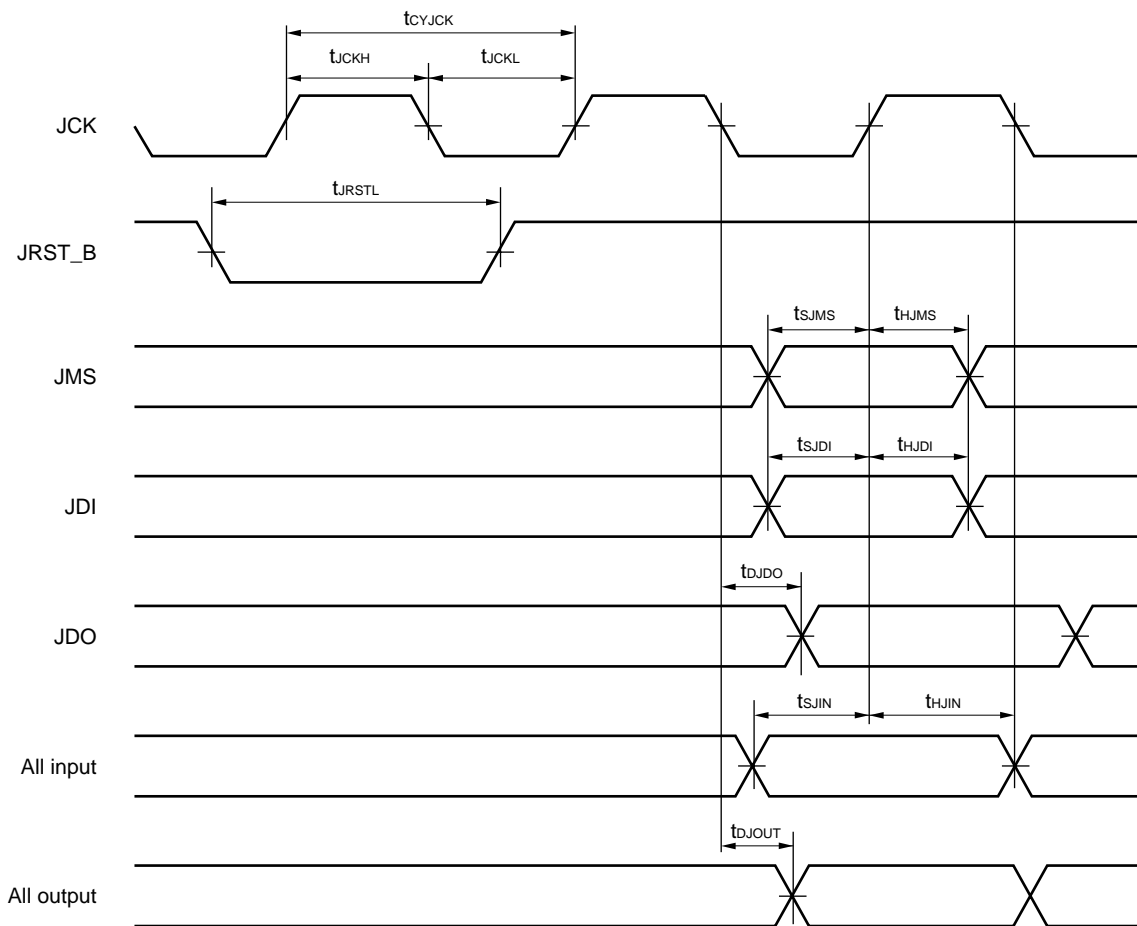 tCYJCK
tJCKH tJCKL
JCK
tJRSTL
JRST_B
tSJMS tHJMS
JMS
tSJDI tHJDI
JDI
tDJDO
JDO
tSJIN tHJIN
All input
tDJOUT
All output